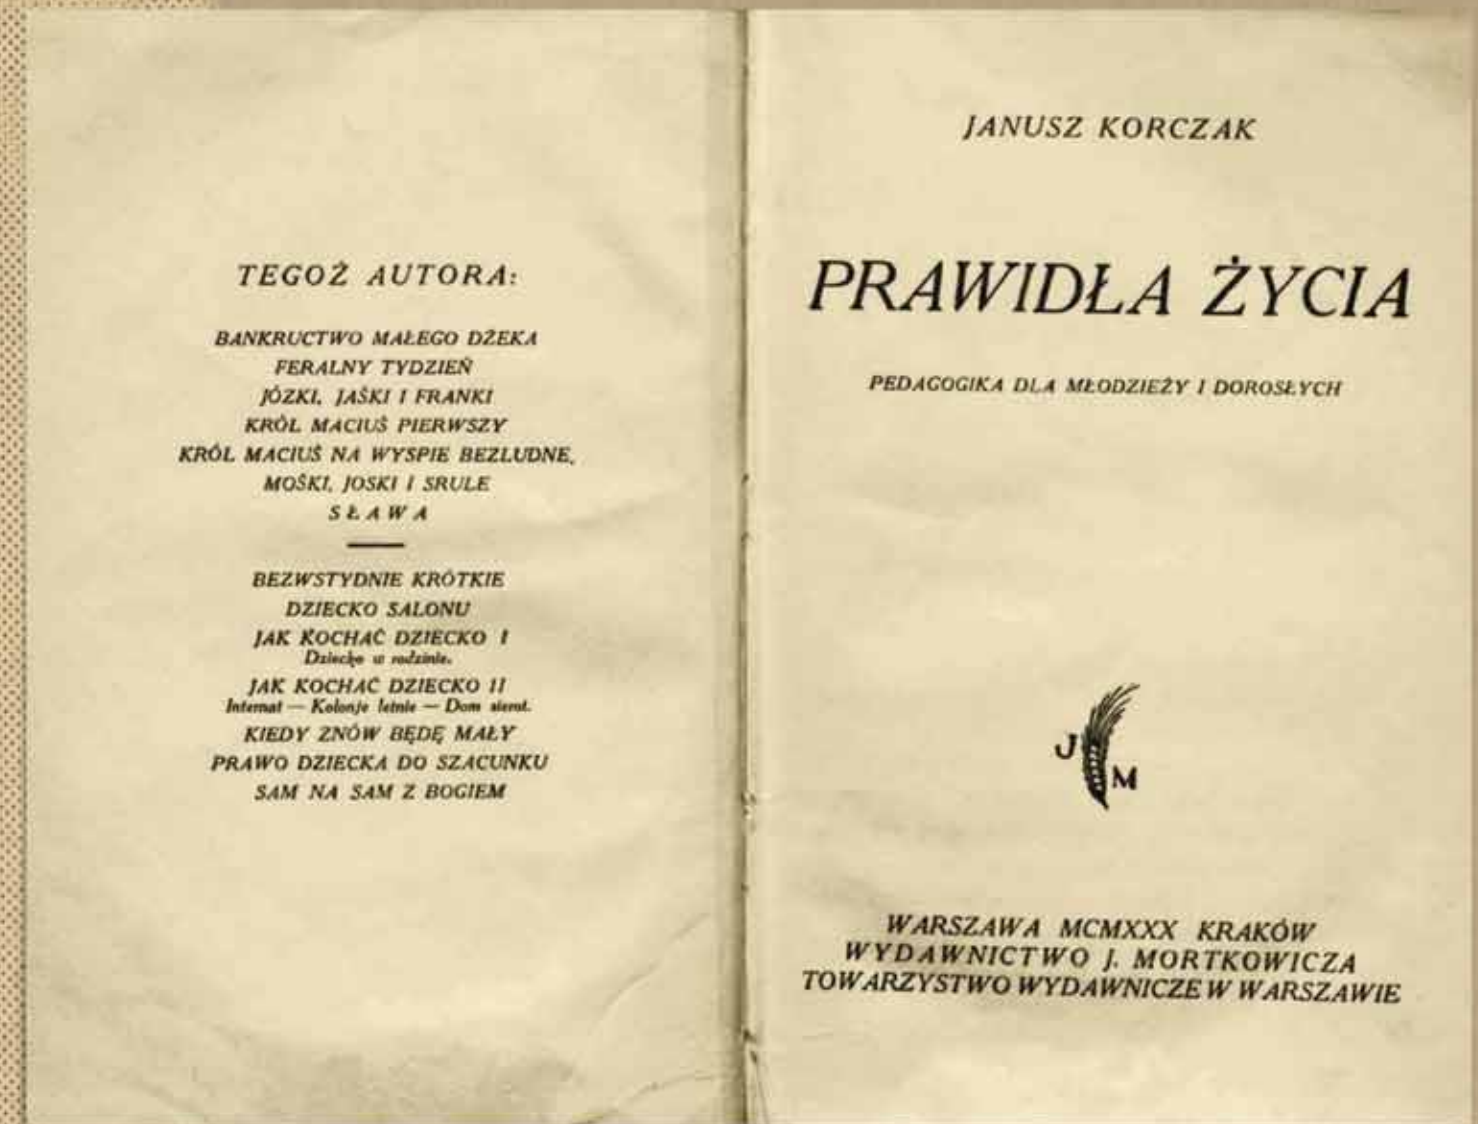 TEGOŻ AUTORA:
BANKRUCTWO MAŁEGO DŻEKA
FERALNY TYDZIEŃ
JÓZKI, JAŚKI I FRANKI
KRÓL MACIUŚ PIERWSZY
KRÓL MACIUŚ NA WYSPIE BEZLUDNE.
MOŚKI, JOSKI I SRULE
SŁAWA
BEZWSTYDNIE KRÓTKIE
DZIECKO SALONU
JAK KOCHAĆ DZIECKO I
Dziecko w rodzinie.
JAK KOCHAĆ DZIECKO II
Internat — Kolonje letnie — Dom sierot.
KIEDY ZNÓW BĘDĘ MAŁY
PRAWO DZIECKA DO SZACUNKU
SAM NA SAM Z BOGIEM
JANUSZ KORCZAK
PRAWIDŁA ŻYCIA
PEDAGOGIKA DLA MŁODZIEŻY I DOROSŁYCH
J M
WARSZAWA MCMXXX KRAKÓW
WYDAWNICTWO J. MORTKOWICZA
TOWARZYSTWO WYDAWNICZE W WARSZAWIE